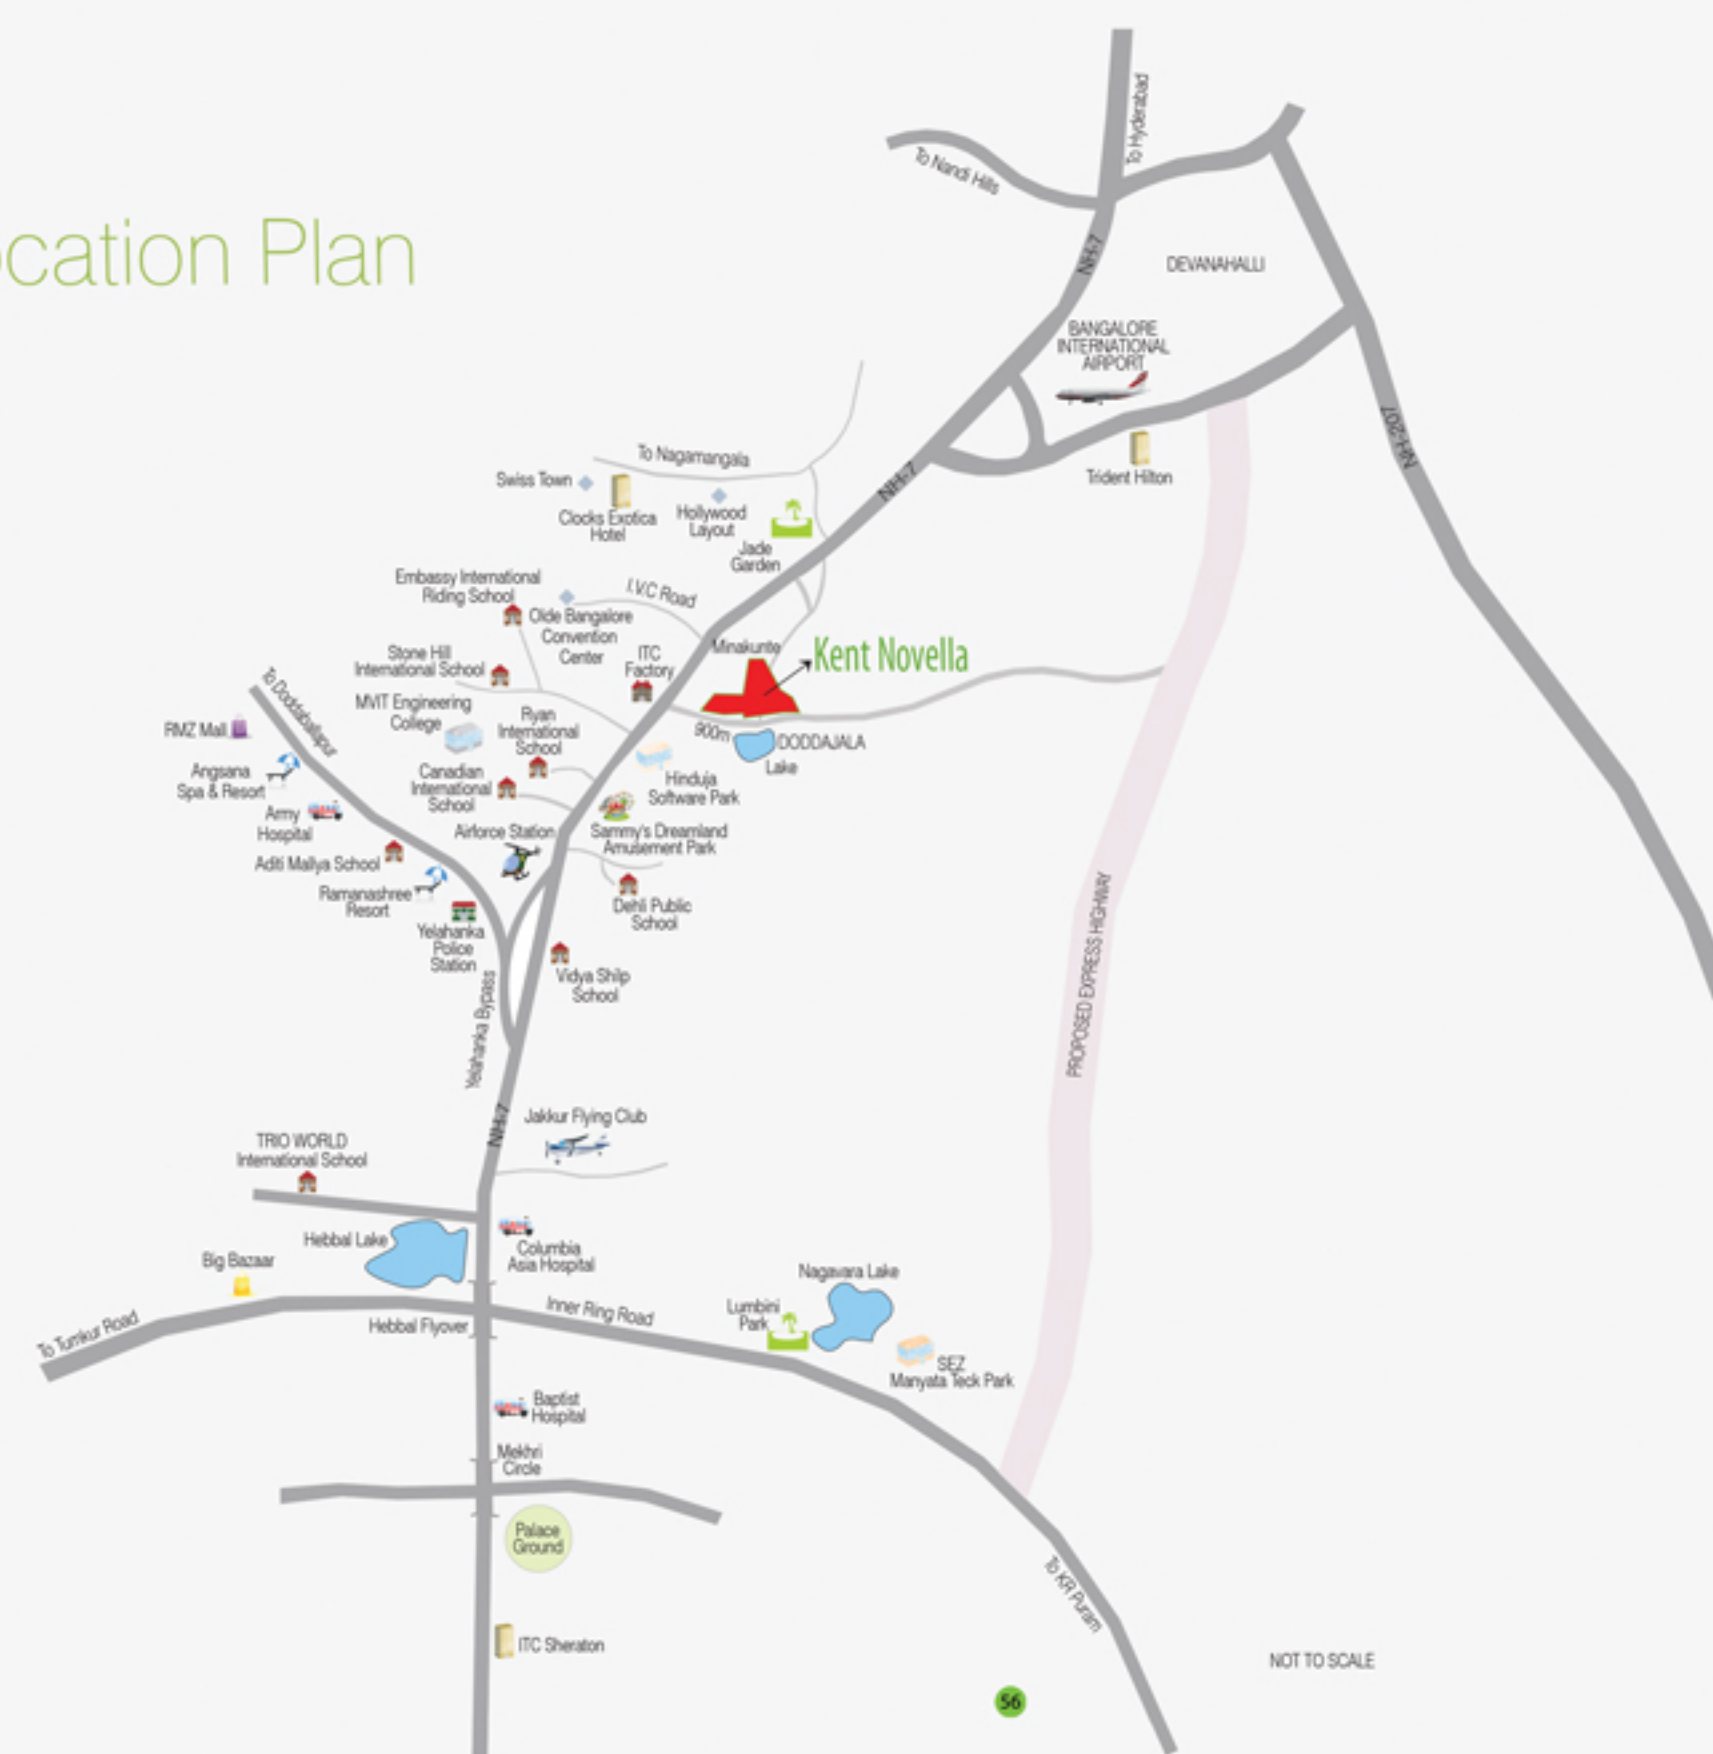 To Hyderabad
To Nandi Hills
ocation Plan
NH-7
DEVANAHALLI
BANGALORE
INTERNATIONAL
AIRPORT
NH-207
To Nagamangala
Swiss Town
Clocks Exotica
Hotel
Hollywood
Layout
NH-7
Trident Hilton
Jade
Garden
Embassy International
Riding School
I.V.C Road
Olde Bangalore
Convention
Center
Minakunte
Kent Novella
Stone Hill
International School
ITC
Factory
To Doddaballapur
MVIT Engineering
College
Ryan
International
School
RMZ Mall
900m
DODDAJALA
Lake
Angsana
Spa & Resort
Canadian
International
School
Hinduja
Software Park
Army
Hospital
Airforce Station
Sammy's Dreamland
Amusement Park
Aditi Mallya School
Ramanashree
Resort
Dehli Public
School
Yelahanka
Police
Station
Vidya Shilp
School
PROPOSED EXPRESS HIGHWAY
Yelahanka Bypass
NH-7
Jakkur Flying Club
TRIO WORLD
International School
Hebbal Lake
Columbia
Asia Hospital
Big Bazaar
Nagavara Lake
To Tumkur Road
Hebbal Flyover
Inner Ring Road
Lumbini
Park
SEZ
Manyata Teck Park
Baptist
Hospital
Mekhri
Circle
Palace
Ground
To KR Puram
ITC Sheraton
NOT TO SCALE
56